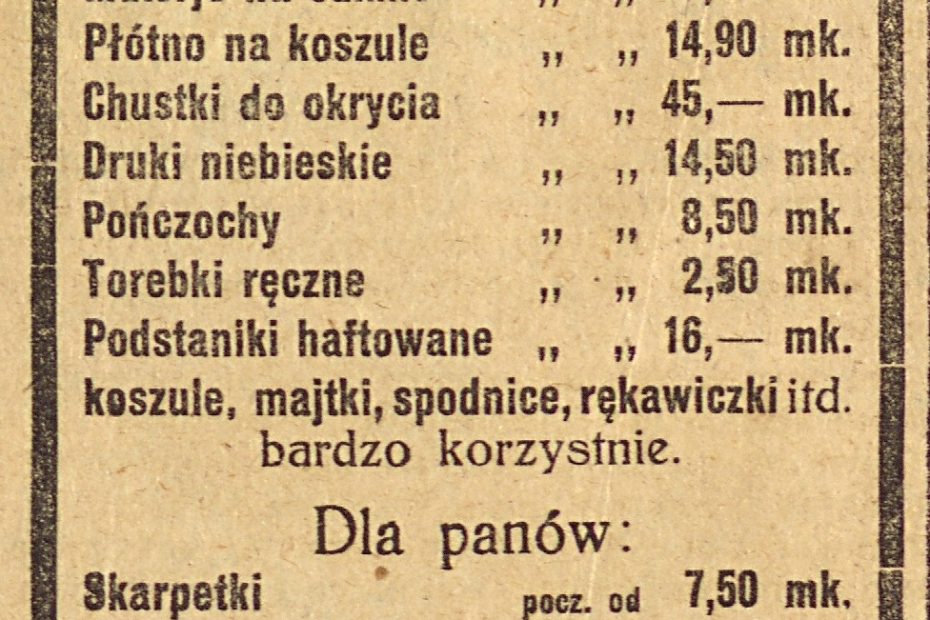 Płótno na koszule „ „ 14,90 mk.
Chustki do okrycia „ „ 45,— mk.
Druki niebieskie „ „ 14,50 mk.
Pończochy „ „ 8,50 mk.
Torebki ręczne „ „ 2,50 mk.
Podstaniki haftowane „ „ 16,— mk.
koszule, majtki, spodnice, rękawiczki itd.
bardzo korzystnie.
Dla panów:
Skarpetki pocz. od 7,50 mk.